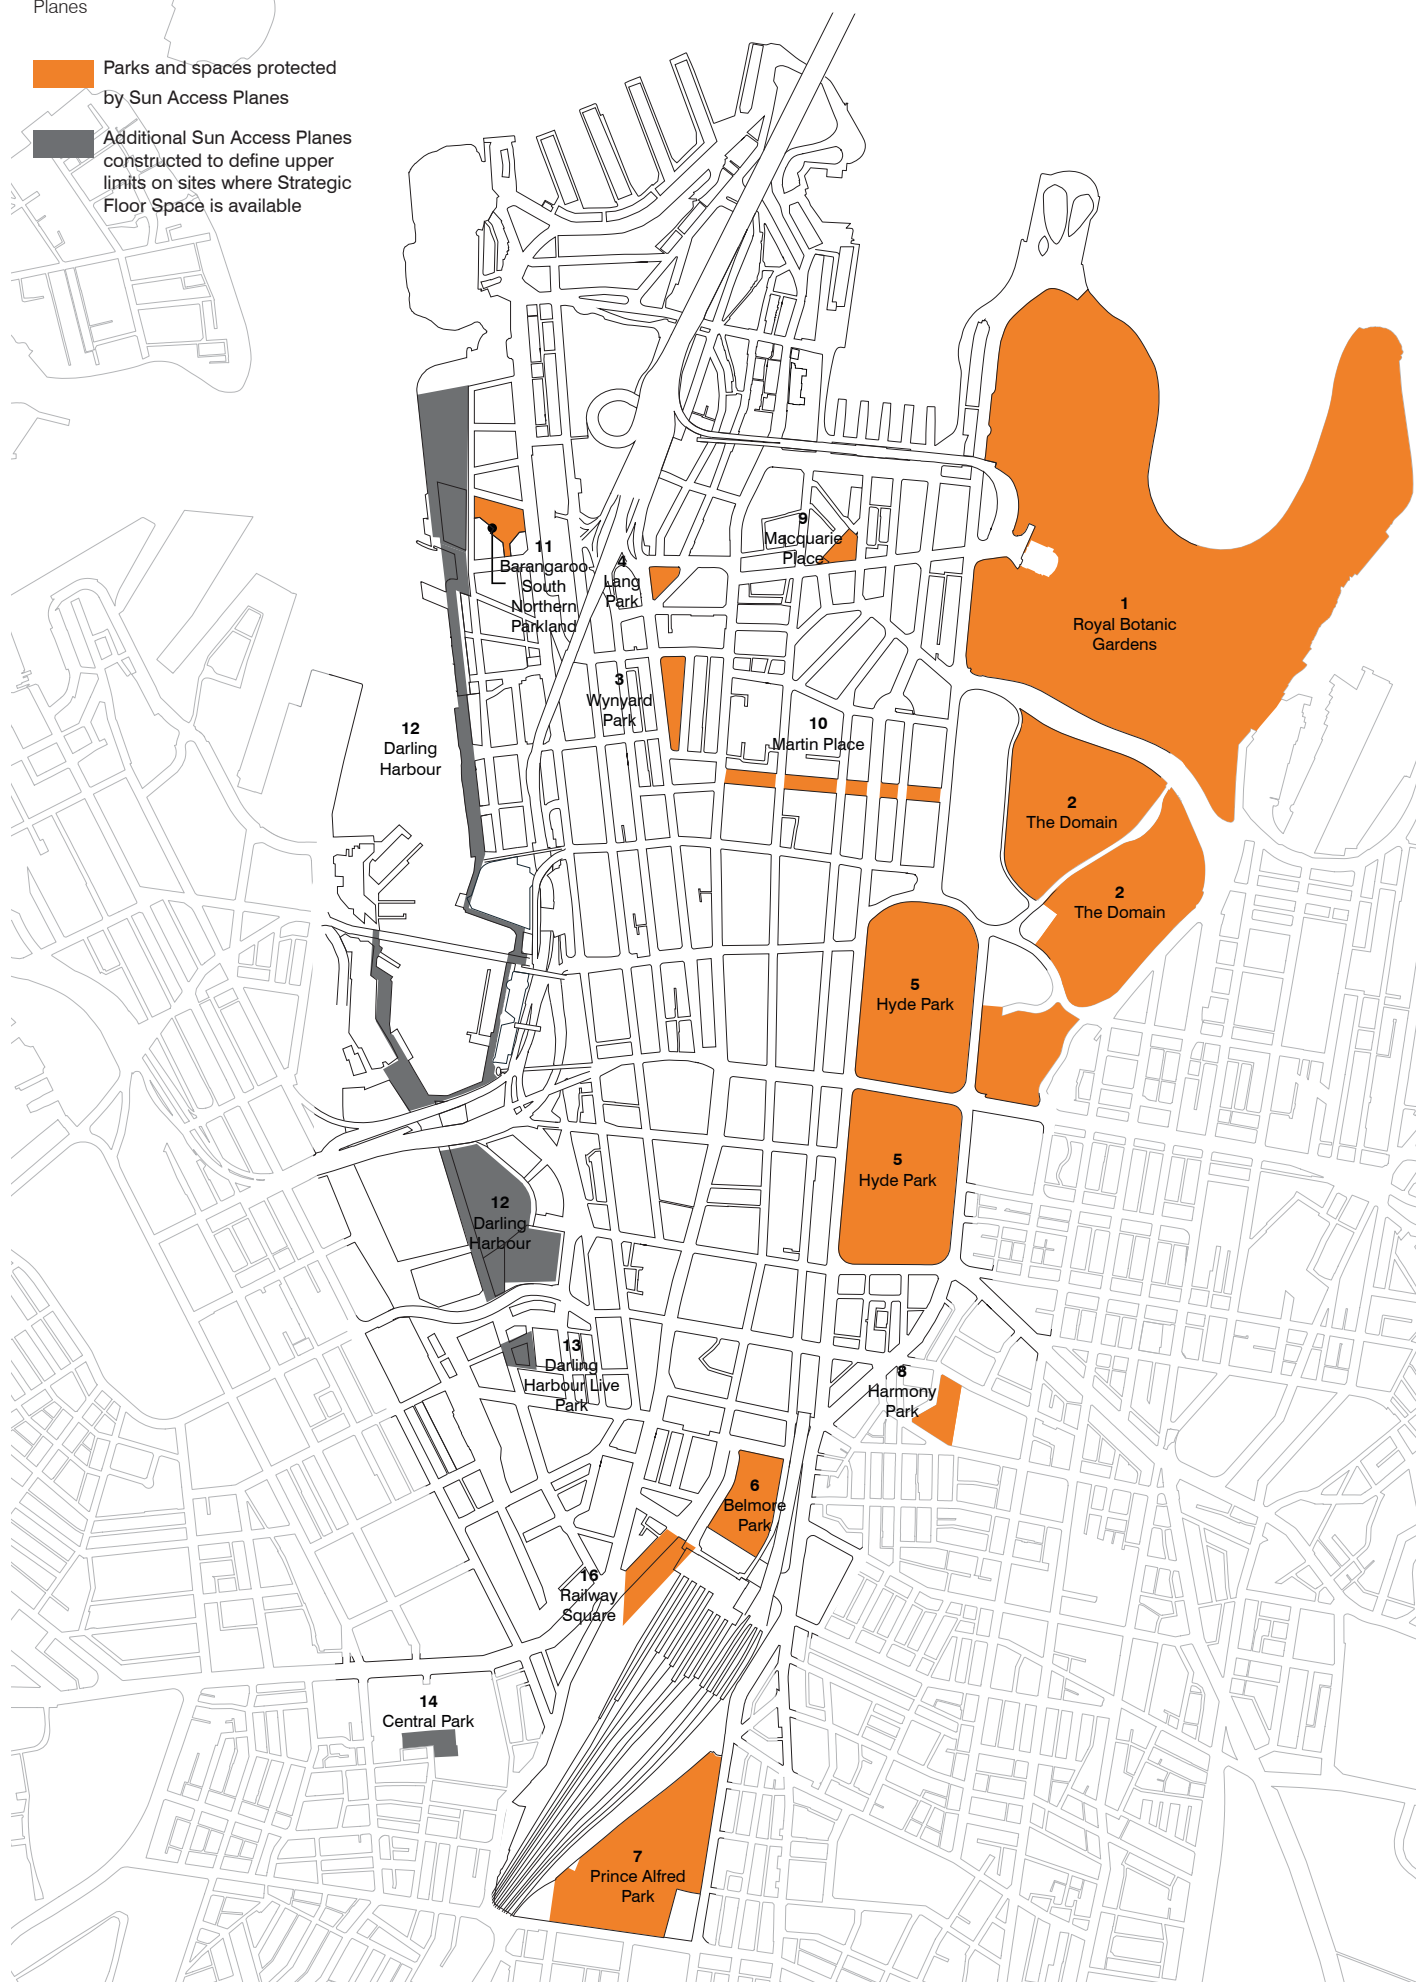 Planes
Parks and spaces protected
by Sun Access Planes
Additional Sun Access Planes
constructed to define upper
limits on sites where Strategic
Floor Space is available
9
Macquarie
Place
11
Barangaroo
South
Northern
Parkland
4
Lang
Park
1
Royal Botanic
Gardens
3
Wynyard
Park
10
Martin Place
12
Darling
Harbour
2
The Domain
2
The Domain
5
Hyde Park
5
Hyde Park
12
Darling
Harbour
13
Darling
Harbour Live
Park
8
Harmony
Park
6
Belmore
Park
16
Railway
Square
14
Central Park
7
Prince Alfred
Park